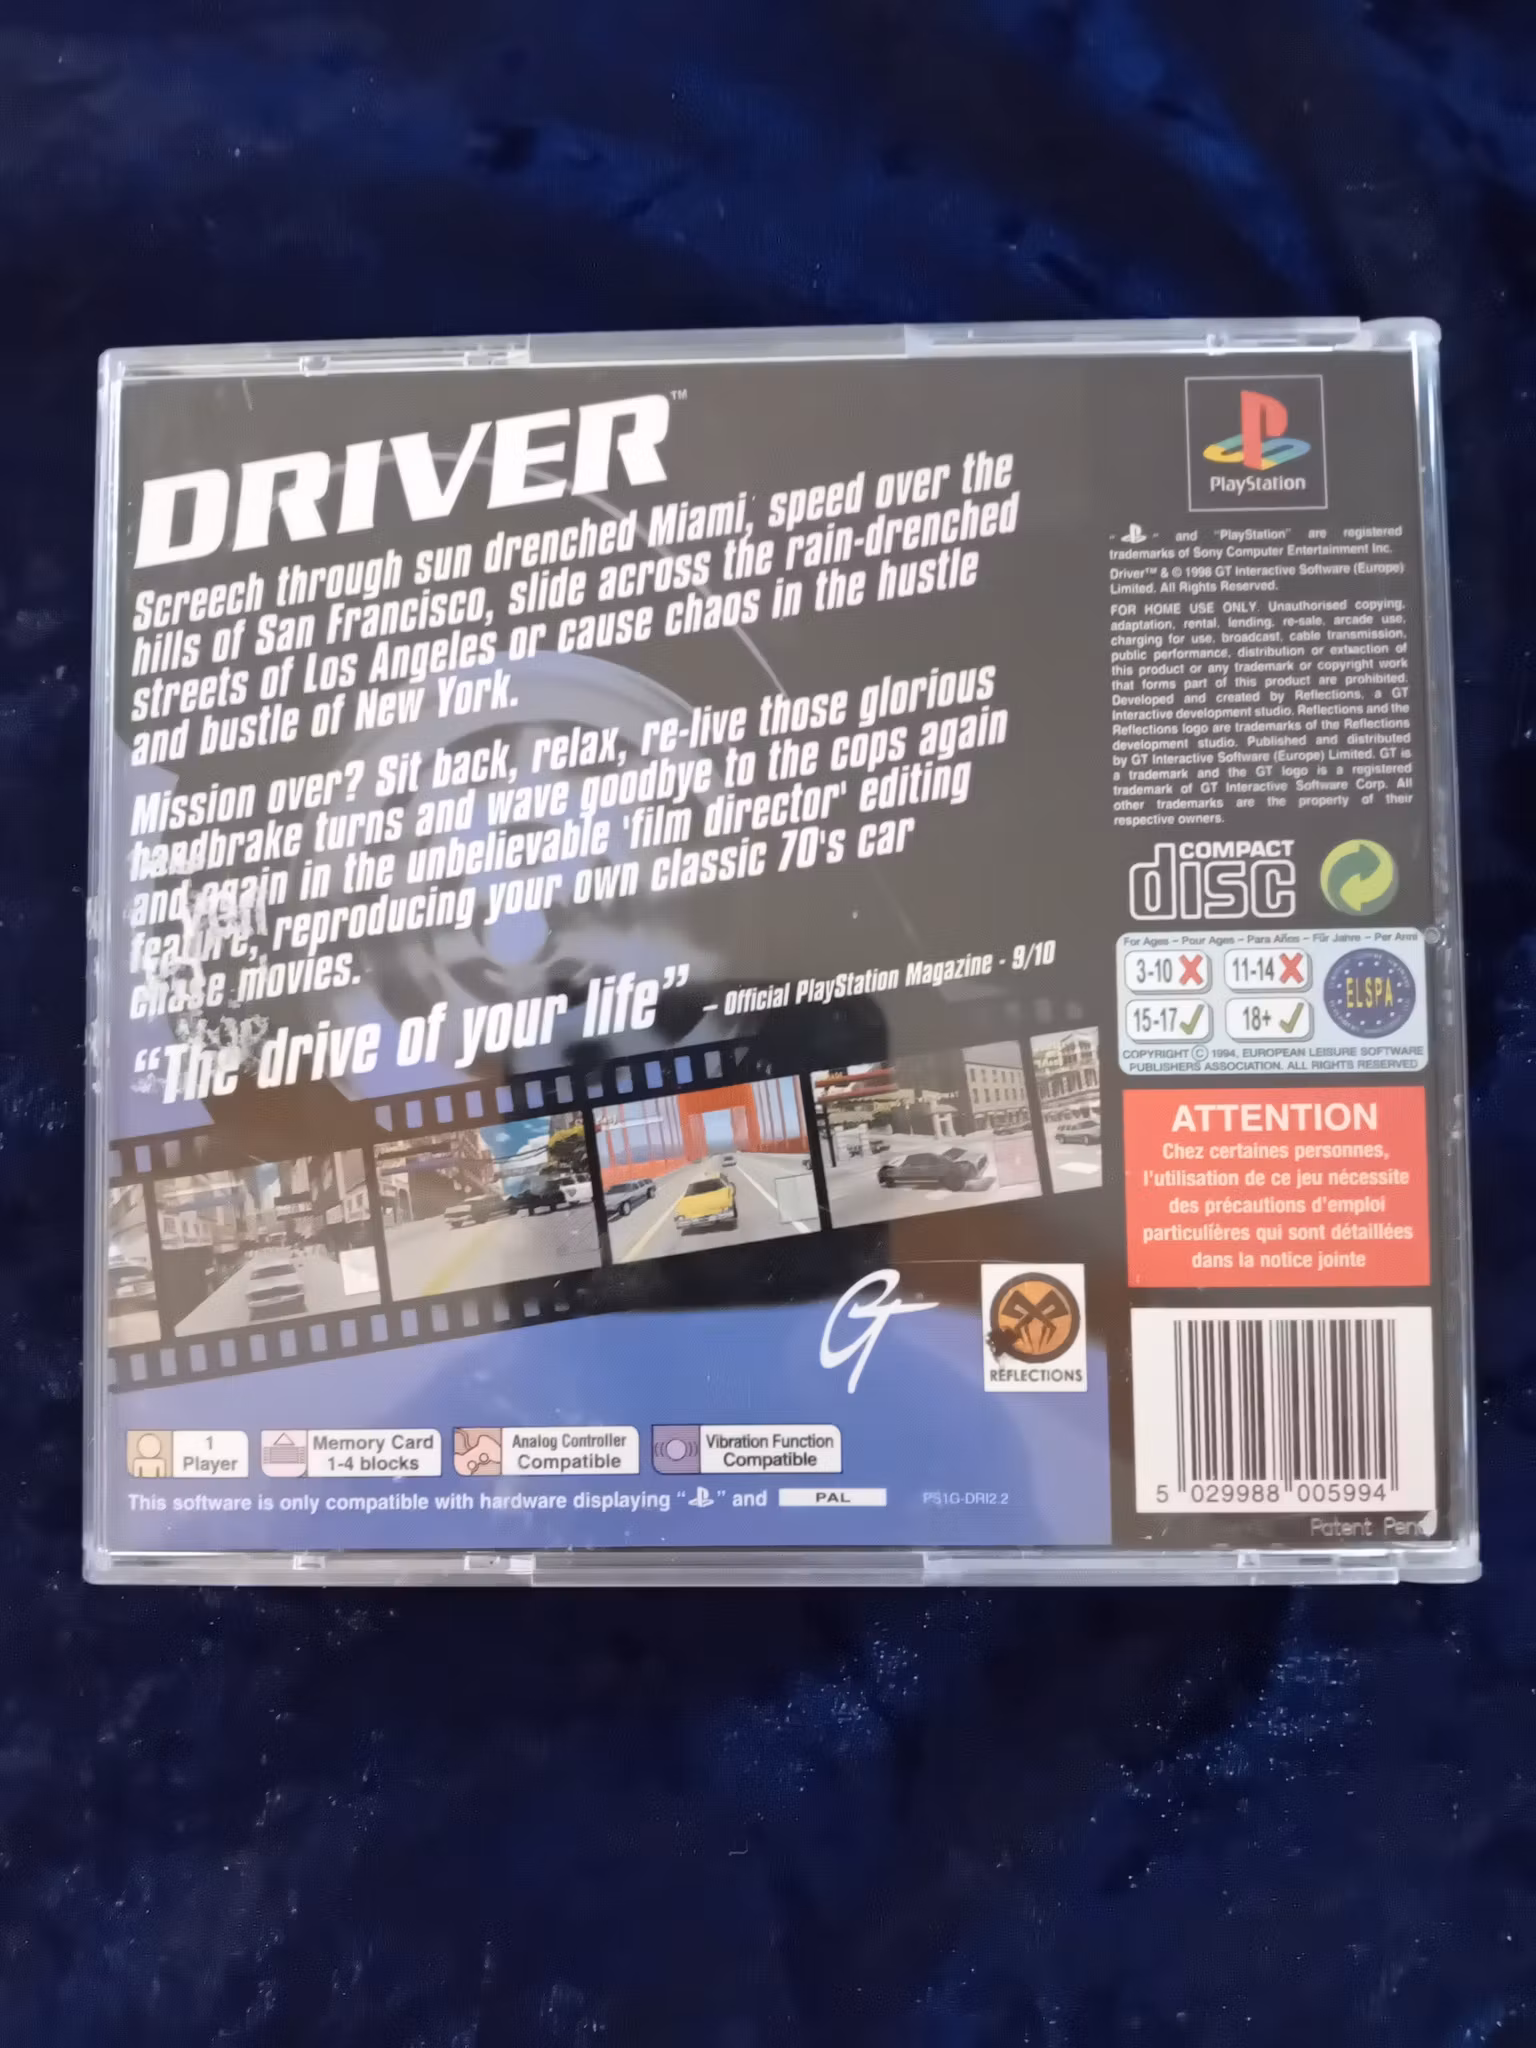 DRIVER™
Screech through sun drenched Miami, speed over the
hills of San Francisco, slide across the rain-drenched
streets of Los Angeles or cause chaos in the hustle
and bustle of New York.
Mission over? Sit back, relax, re-live those glorious
handbrake turns and wave goodbye to the cops again
and again in the unbelievable 'film director' editing
feature, reproducing your own classic 70's car
chase movies.
“The drive of your life” – Official PlayStation Magazine - 9/10
GT
REFLECTIONS
1
Player
Memory Card
1-4 blocks
Analog Controller
Compatible
Vibration Function
Compatible
This software is only compatible with hardware displaying “ ” and PAL
PS1G-DRI2.2
PlayStation
“ ” and “PlayStation” are registered
trademarks of Sony Computer Entertainment Inc.
Driver™ & © 1998 GT Interactive Software (Europe)
Limited. All Rights Reserved.
FOR HOME USE ONLY. Unauthorised copying,
adaptation, rental, lending, re-sale, arcade use,
charging for use, broadcast, cable transmission,
public performance, distribution or extraction of
this product or any trademark or copyright work
that forms part of this product are prohibited.
Developed and created by Reflections, a GT
Interactive development studio. Reflections and the
Reflections logo are trademarks of the Reflections
development studio. Published and distributed
by GT Interactive Software (Europe) Limited. GT is
a trademark and the GT logo is a registered
trademark of GT Interactive Software Corp. All
other trademarks are the property of their
respective owners.
COMPACT
disc
For Ages – Pour Ages – Para Años – Für Jahre – Per Anni
3-10 11-14
15-17 18+
ELSPA
COPYRIGHT © 1994, EUROPEAN LEISURE SOFTWARE
PUBLISHERS ASSOCIATION. ALL RIGHTS RESERVED
ATTENTION
Chez certaines personnes,
l'utilisation de ce jeu nécessite
des précautions d'emploi
particulières qui sont détaillées
dans la notice jointe
5 029988 005994
Patent Pend